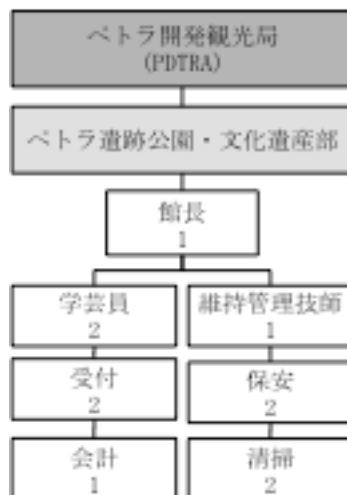 ペトラ開発観光局
(PDTRA)
ペトラ遺跡公園・文化遺産部
館長
1
学芸員
2
維持管理技師
1
受付
2
保安
2
会計
1
清掃
2